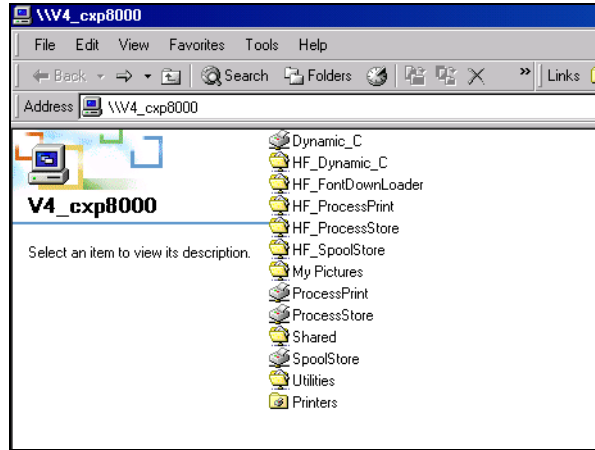 \\V4_cxp8000
File Edit View Favorites Tools Help
Back Search Folders » Links
Address \\V4_cxp8000
V4_cxp8000
Select an item to view its description.
Dynamic_C
HF_Dynamic_C
HF_FontDownLoader
HF_ProcessPrint
HF_ProcessStore
HF_SpoolStore
My Pictures
ProcessPrint
ProcessStore
Shared
SpoolStore
Utilities
Printers